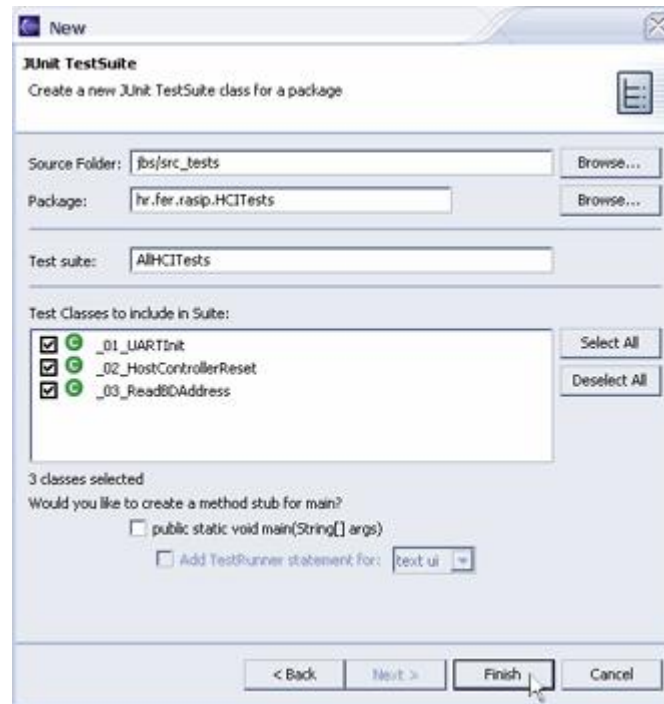 New
JUnit TestSuite
Create a new JUnit TestSuite class for a package
Source Folder: jbs/src_tests Browse...
Package: hr.fer.rasip.HCITests Browse...
Test suite: AllHCITests
Test Classes to include in Suite:
_01_UARTInit Select All
_02_HostControllerReset
_03_ReadBDAddress Deselect All
3 classes selected
Would you like to create a method stub for main?
public static void main(String[] args)
Add TestRunner statement for: text ui
< Back Next > Finish Cancel